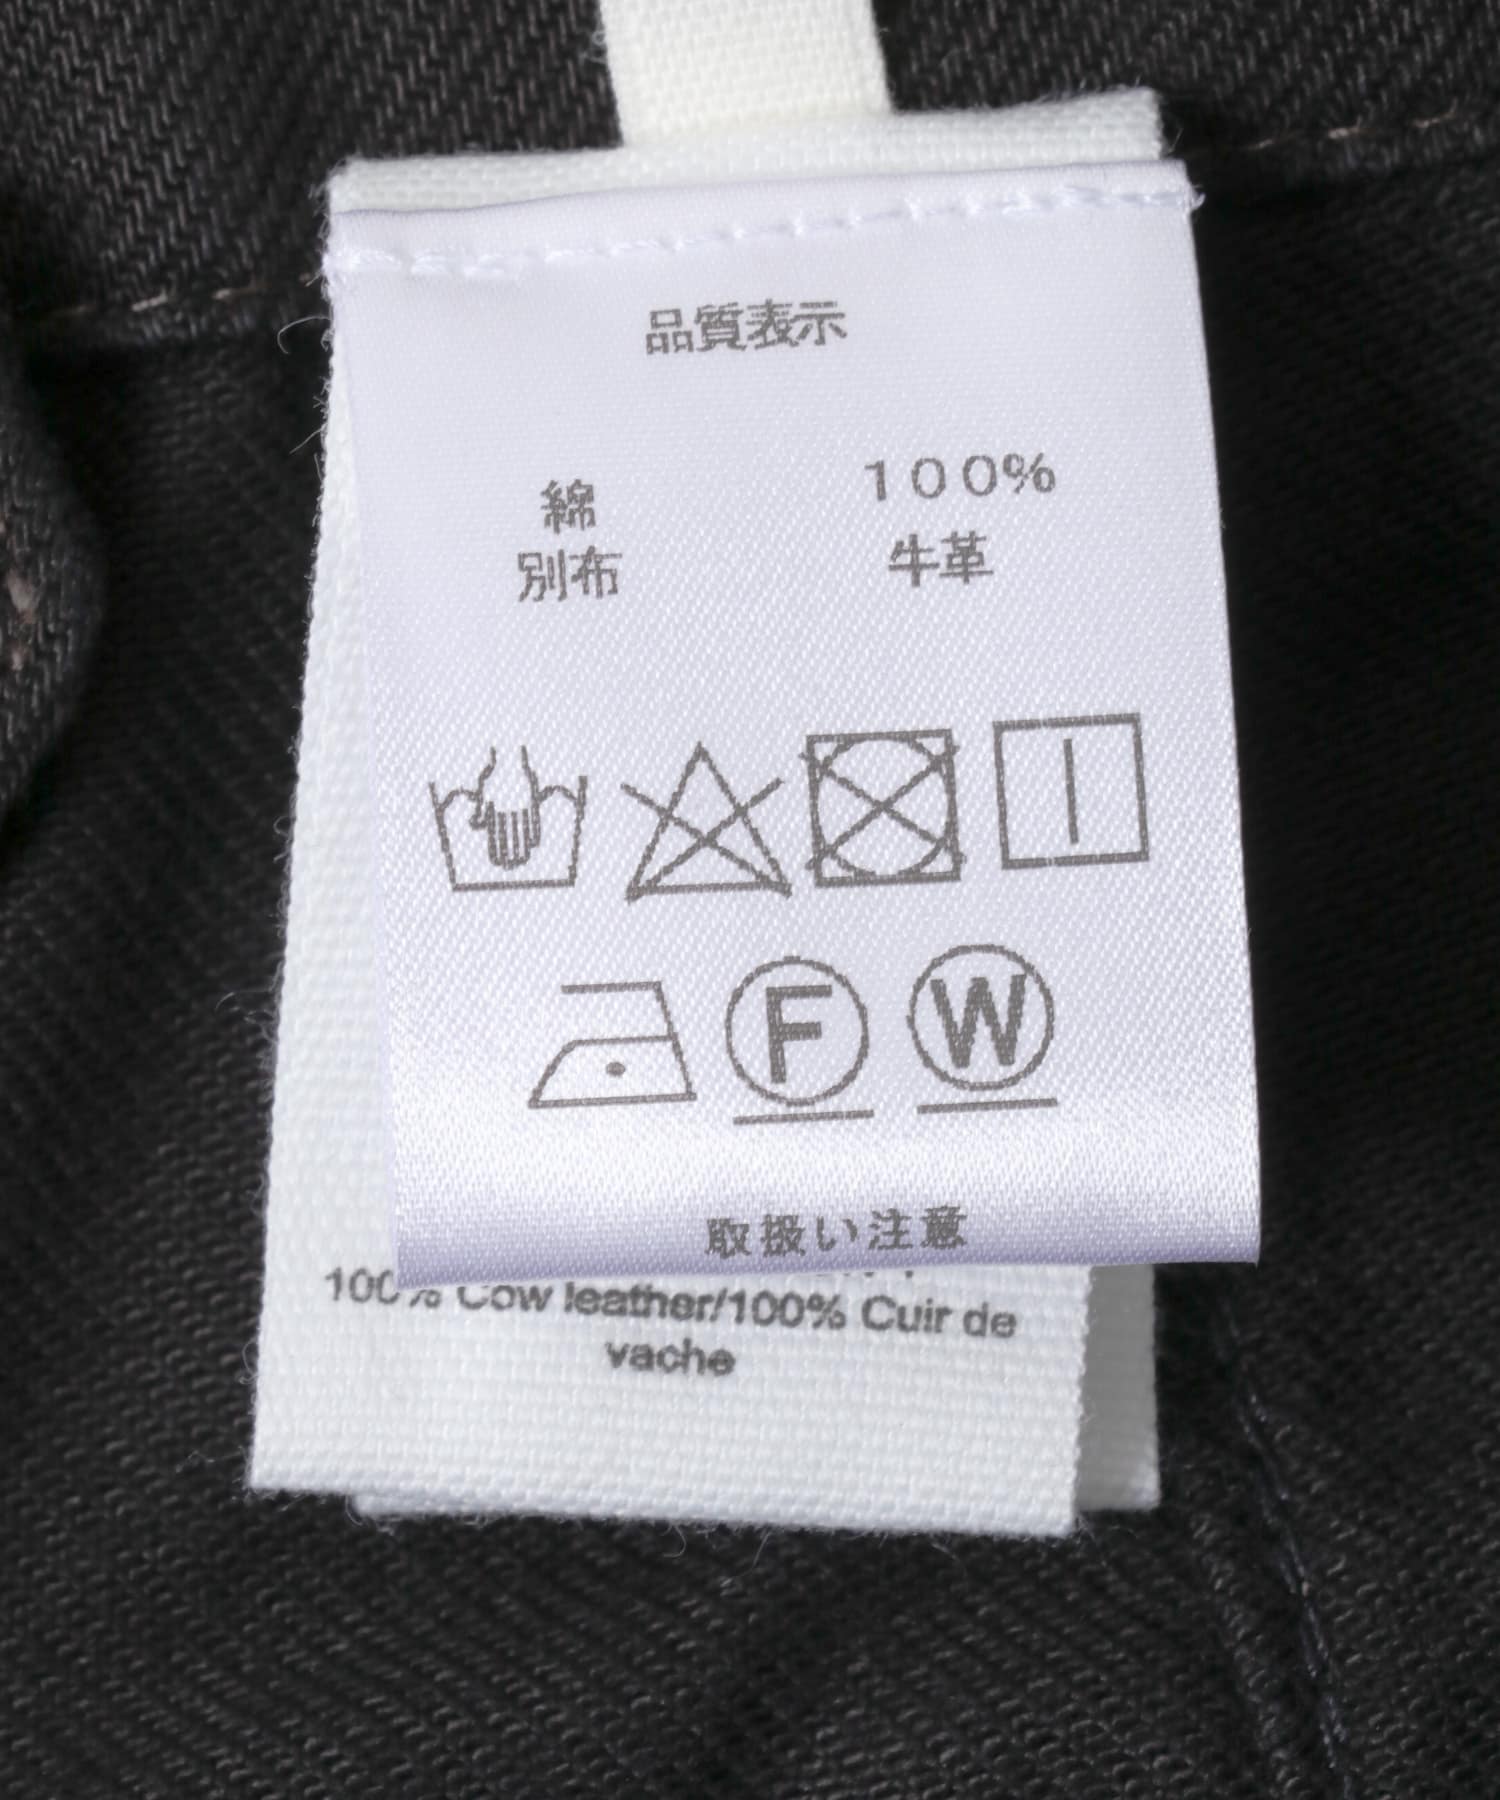 品質表示
綿 100%
別布 牛革
F W
取扱い注意
100% Cow leather/100% Cuir de
vache